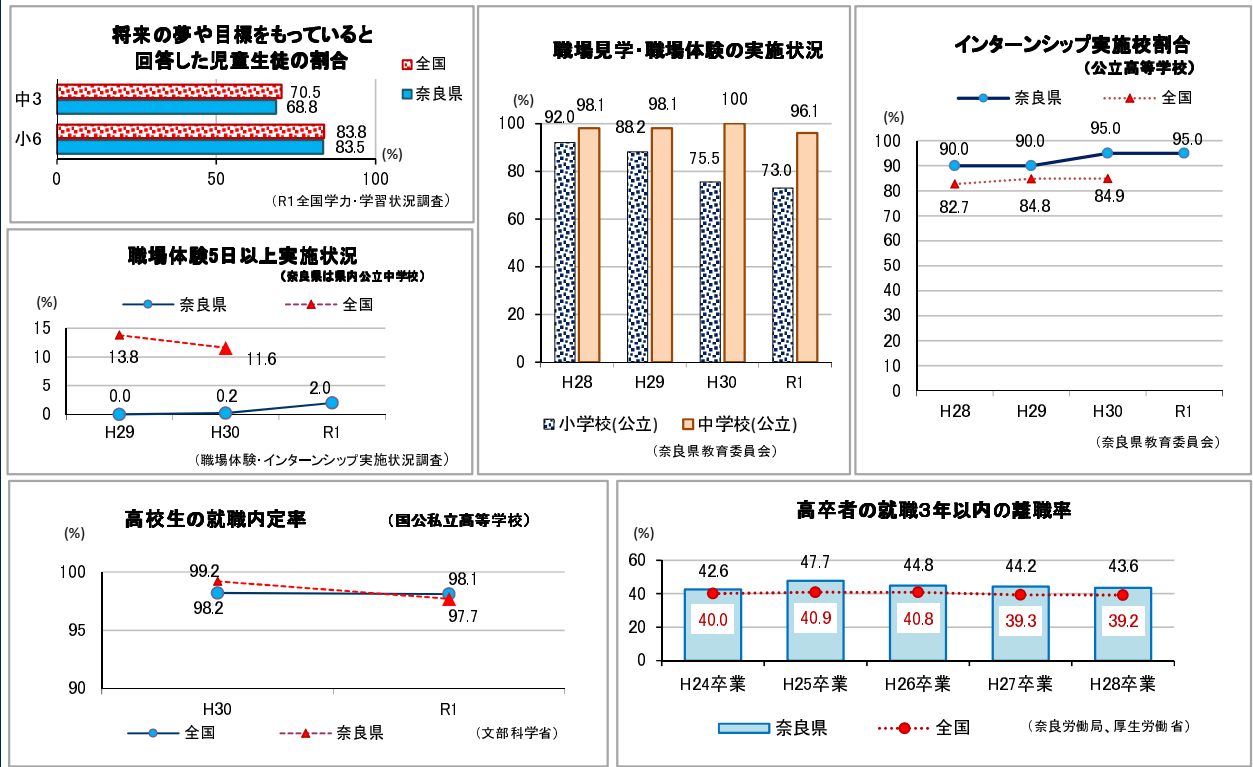 将来の夢や目標をもっていると
回答した児童生徒の割合
全国
奈良県
中3
70.5
68.8
小6
83.8
83.5
(%)
0
50
100
(R1全国学力・学習状況調査)
職場体験5日以上実施状況
(奈良県は県内公立中学校)
(%)
奈良県
全国
15
10
5
0
13.8
11.6
0.0
0.2
2.0
H29
H30
R1
(職場体験・インターンシップ実施状況調査)
職場見学・職場体験の実施状況
(%)
100
80
60
40
20
0
92.0
98.1
88.2
98.1
75.5
100
73.0
96.1
H28
H29
H30
R1
小学校(公立)
中学校(公立)
(奈良県教育委員会)
インターンシップ実施校割合
(公立高等学校)
奈良県
全国
(%)
100
90
80
70
60
50
40
30
20
10
0
90.0
90.0
95.0
95.0
82.7
84.8
84.9
H28
H29
H30
R1
(奈良県教育委員会)
高校生の就職内定率
(国公私立高等学校)
(%)
100
95
90
99.2
98.2
98.1
97.7
H30
R1
全国
奈良県
(文部科学省)
高卒者の就職3年以内の離職率
(%)
60
40
20
0
42.6
47.7
44.8
44.2
43.6
40.0
40.9
40.8
39.3
39.2
H24卒業
H25卒業
H26卒業
H27卒業
H28卒業
奈良県
全国
(奈良労働局、厚生労働省)